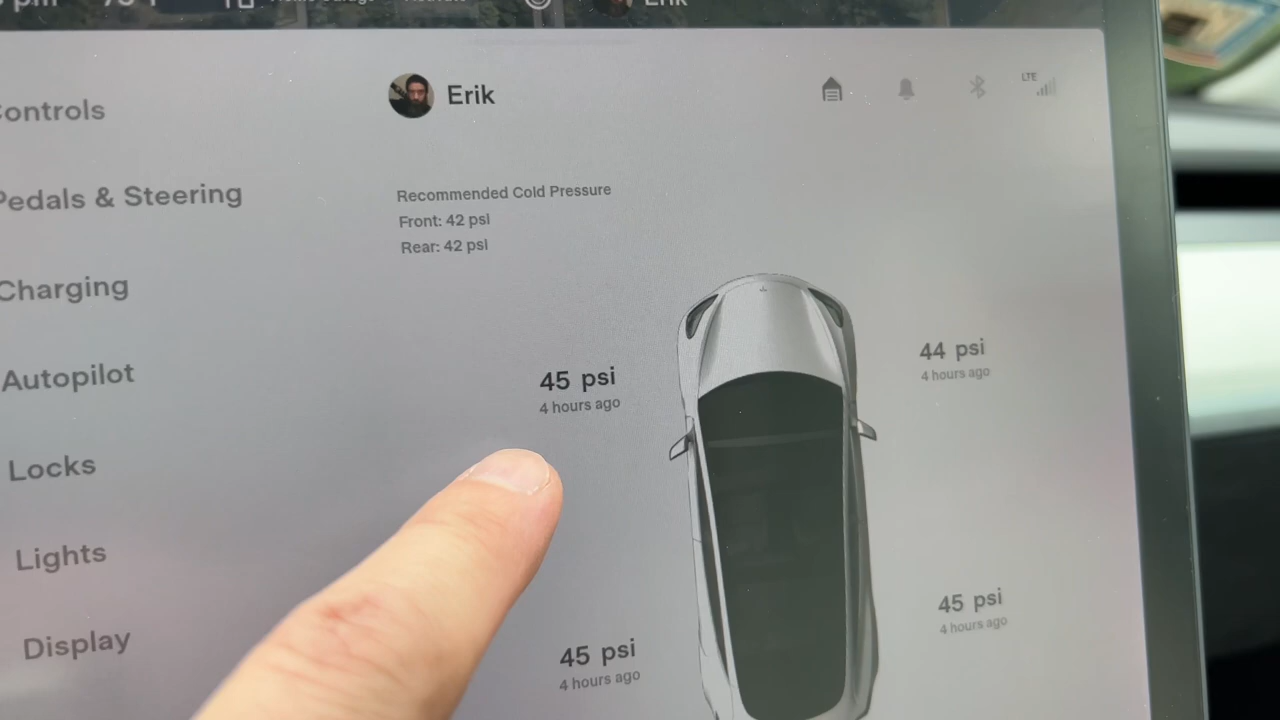 Erik
Controls
Erik
LTE
Pedals & Steering
Recommended Cold Pressure
Front: 42 psi
Rear: 42 psi
Charging
Autopilot
45 psi
4 hours ago
44 psi
4 hours ago
Locks
Lights
Display
45 psi
4 hours ago
45 psi
4 hours ago